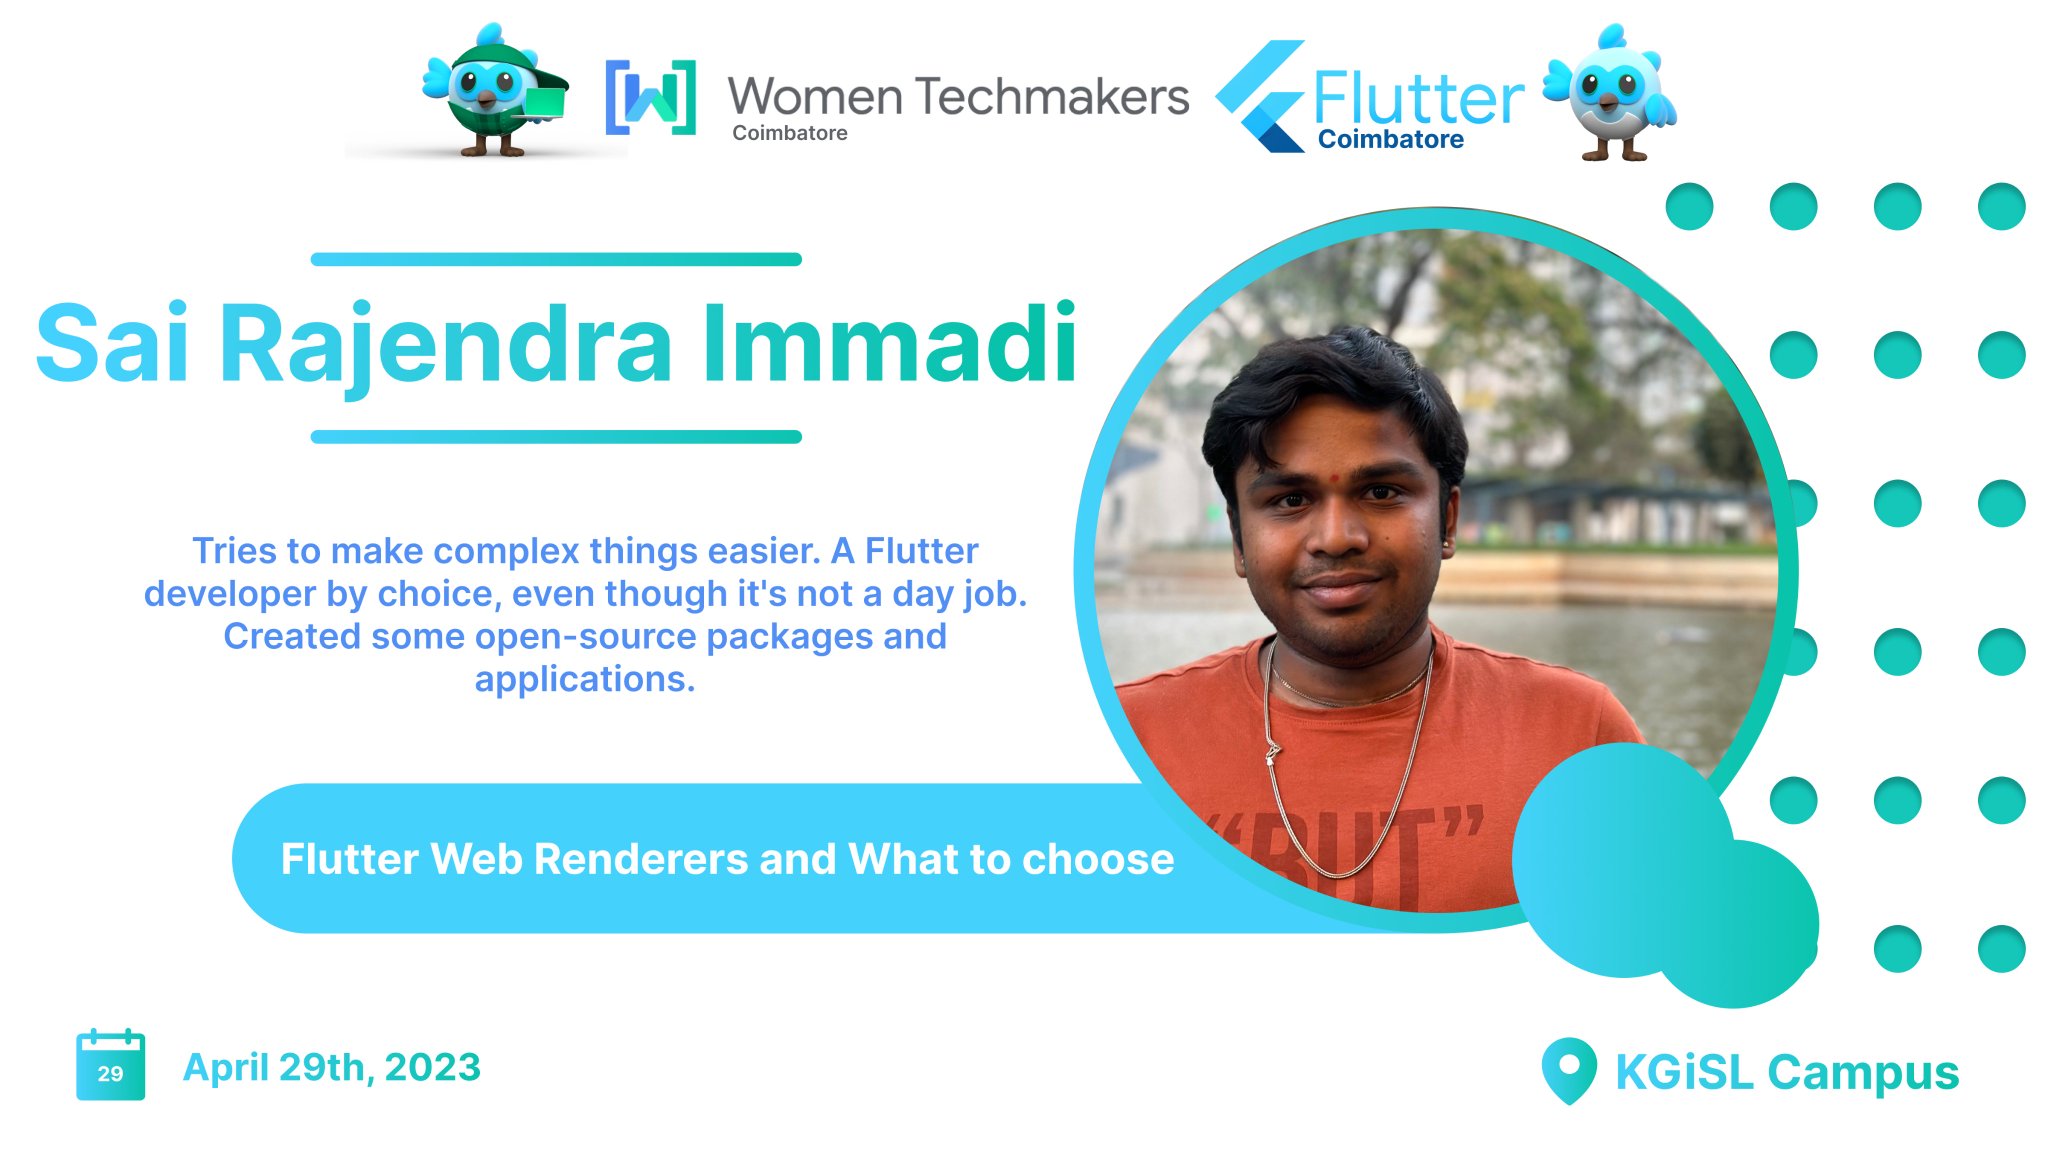 Women Techmakers
Coimbatore
Flutter
Coimbatore
Sai Rajendra Immadi
Tries to make complex things easier. A Flutter
developer by choice, even though it's not a day job.
Created some open-source packages and
applications.
Flutter Web Renderers and What to choose
“BUT”
29
April 29th, 2023
KGiSL Campus